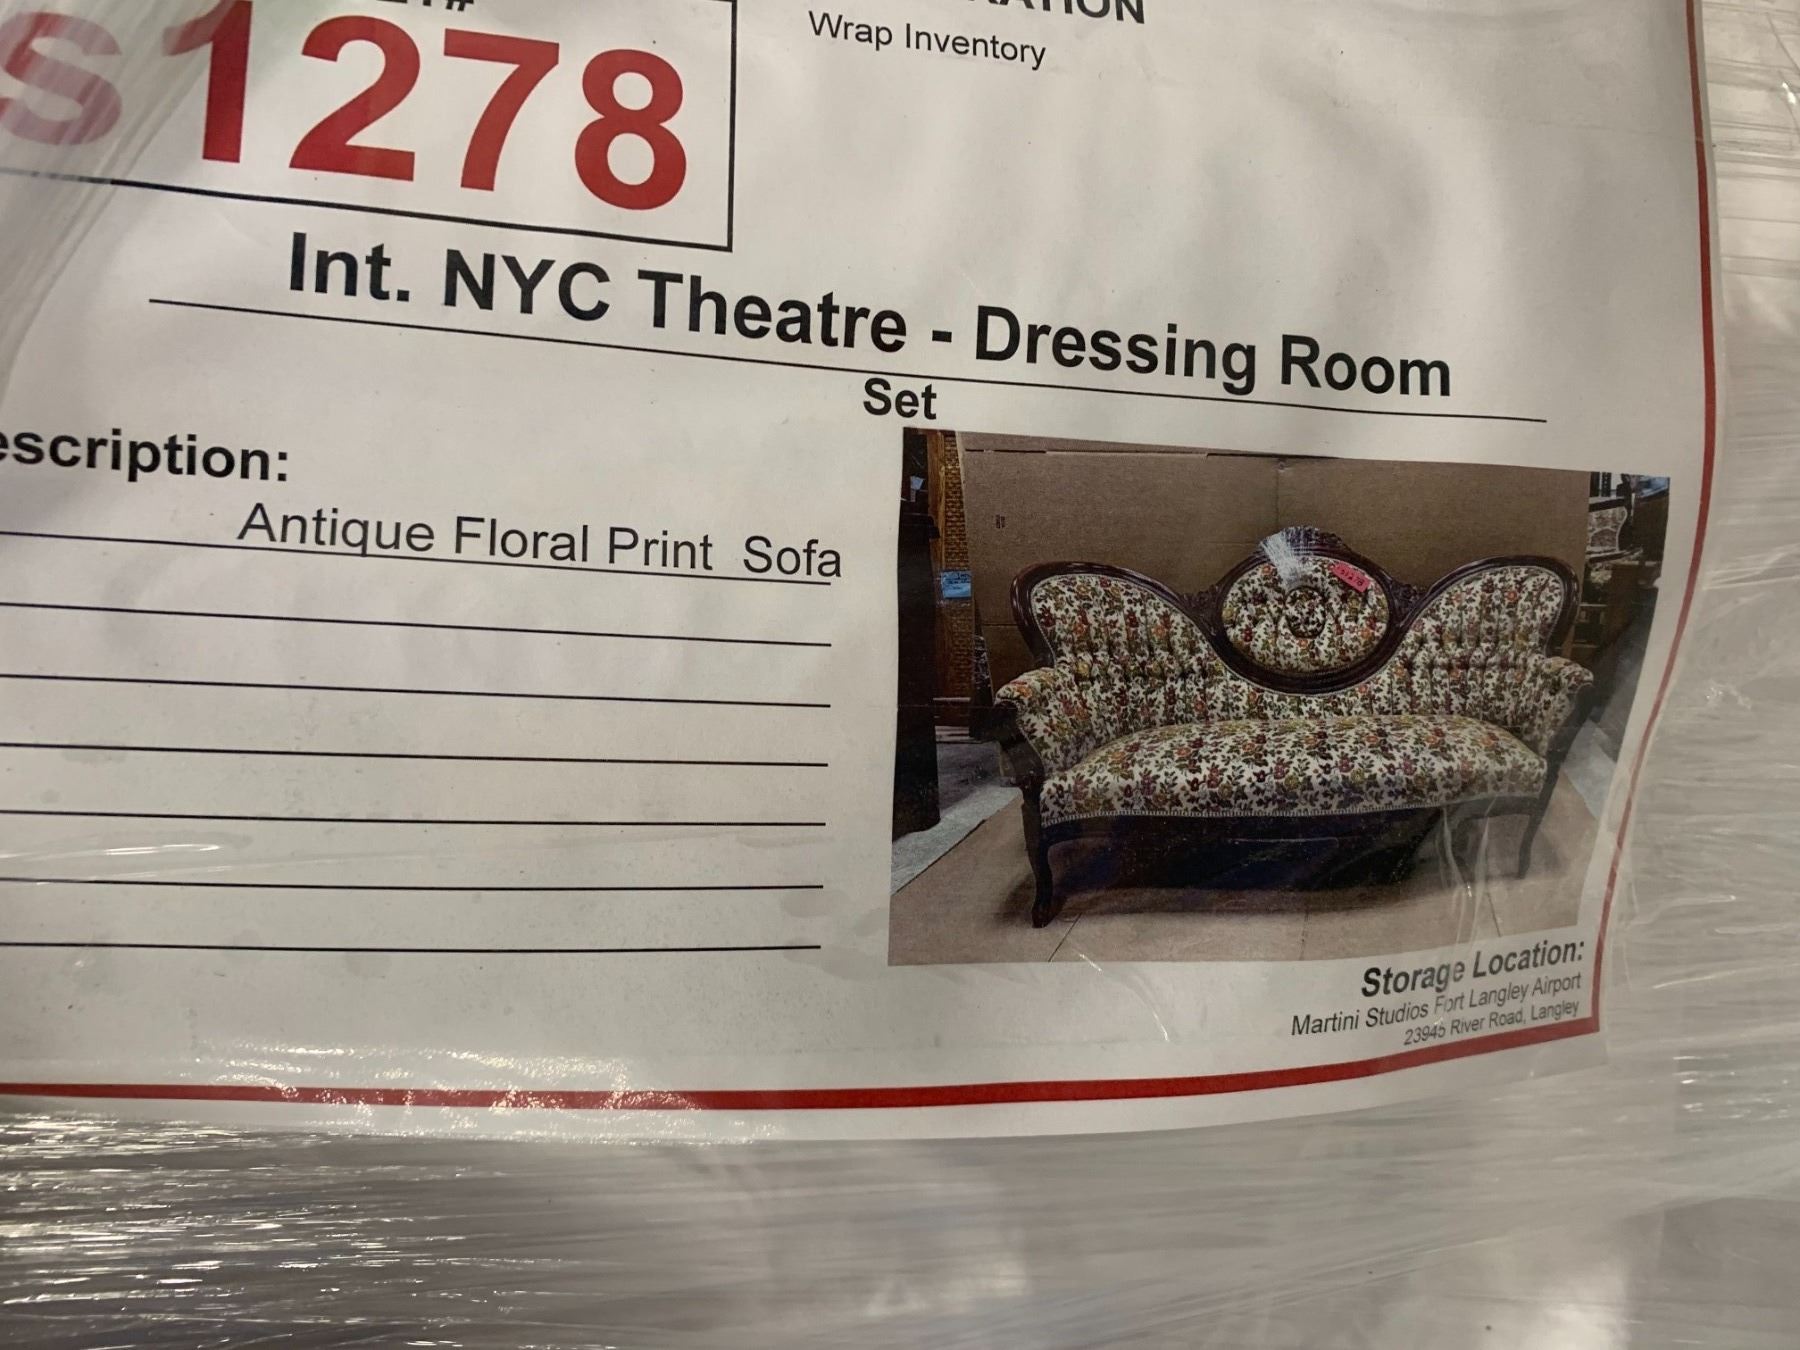 S1278
Wrap Inventory
Int. NYC Theatre - Dressing Room
Set
escription:
Antique Floral Print Sofa
Storage Location:
Martini Studios Fort Langley Airport
23945 River Road, Langley